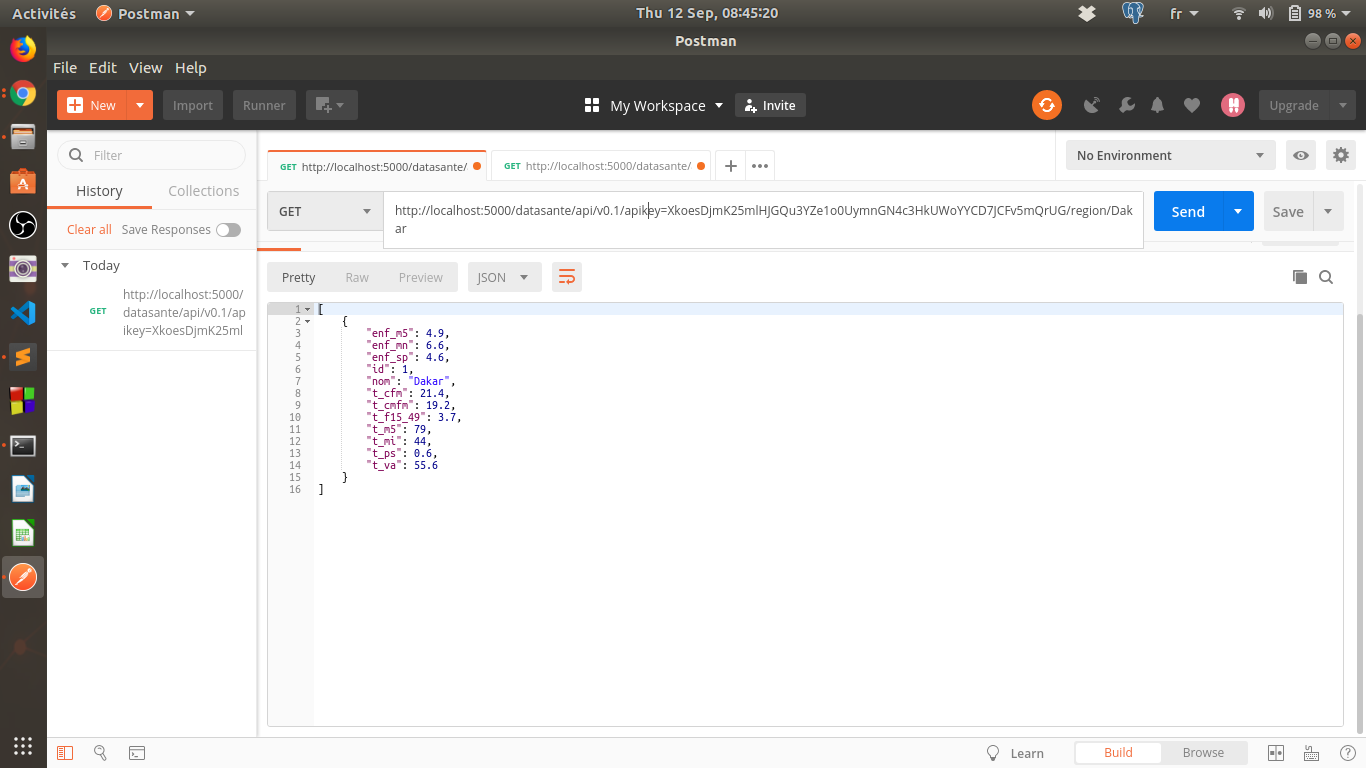 Activités Postman Thu 12 Sep, 08:45:20 fr 98 %
Postman
File Edit View Help
New Import Runner My Workspace Invite Upgrade
Filter
History Collections
Clear all Save Responses
Today
GET http://localhost:5000/
datasante/api/v0.1/ap
ikey=XkoesDjmK25ml
GET http://localhost:5000/datasante/ GET http://localhost:5000/datasante/ No Environment
GET http://localhost:5000/datasante/api/v0.1/apikey=XkoesDjmK25mlHJGQu3YZe1o0UymnGN4c3HkUWoYYCD7JCFv5mQrUG/region/Dak
ar
Send Save
Pretty Raw Preview JSON
1 [
2 {
3 "enf_m5": 4.9,
4 "enf_mn": 6.6,
5 "enf_sp": 4.6,
6 "id": 1,
7 "nom": "Dakar",
8 "t_cfm": 21.4,
9 "t_cmfm": 19.2,
10 "t_f15_49": 3.7,
11 "t_m5": 79,
12 "t_mi": 44,
13 "t_ps": 0.6,
14 "t_va": 55.6
15 }
16 ]
Learn Build Browse